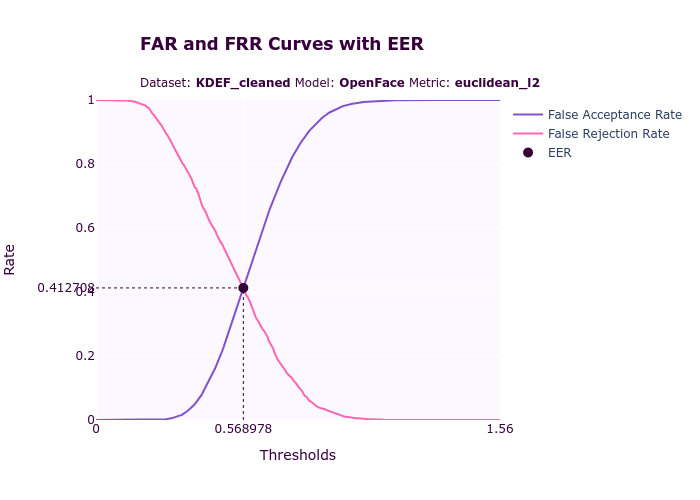 FAR and FRR Curves with EER
Dataset: KDEF_cleaned Model: OpenFace Metric: euclidean_l2
False Acceptance Rate
False Rejection Rate
EER
Rate
1
0.8
0.6
0.412708
0.4
0.2
0
0
0.568978
1.56
Thresholds